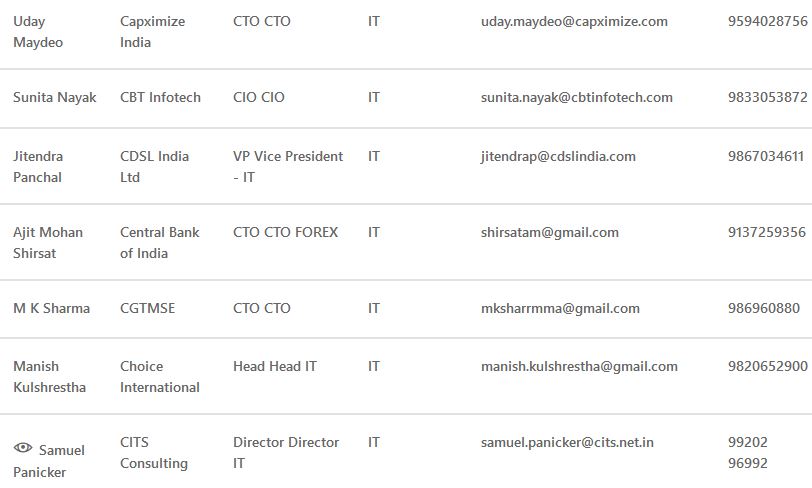 Uday Maydeo Capximize India CTO CTO IT uday.maydeo@capximize.com 9594028756
Sunita Nayak CBT Infotech CIO CIO IT sunita.nayak@cbtinfotech.com 9833053872
Jitendra Panchal CDSL India Ltd VP Vice President - IT IT jitendrap@cdslindia.com 9867034611
Ajit Mohan Shirsat Central Bank of India CTO CTO FOREX IT shirsatam@gmail.com 9137259356
M K Sharma CGTMSE CTO CTO IT mksharrmma@gmail.com 986960880
Manish Kulshrestha Choice International Head Head IT IT manish.kulshrestha@gmail.com 9820652900
Samuel Panicker CITS Consulting Director Director IT IT samuel.panicker@cits.net.in 99202 96992